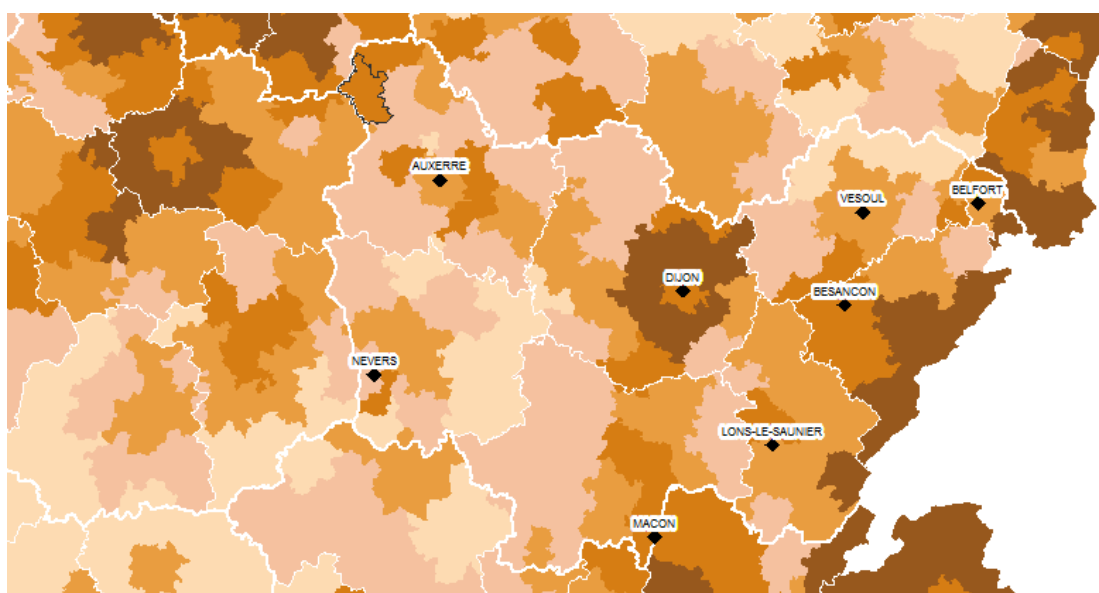 AUXERRE
BELFORT
VESOUL
DIJON
BESANCON
NEVERS
LONS-LE-SAUNIER
MACON